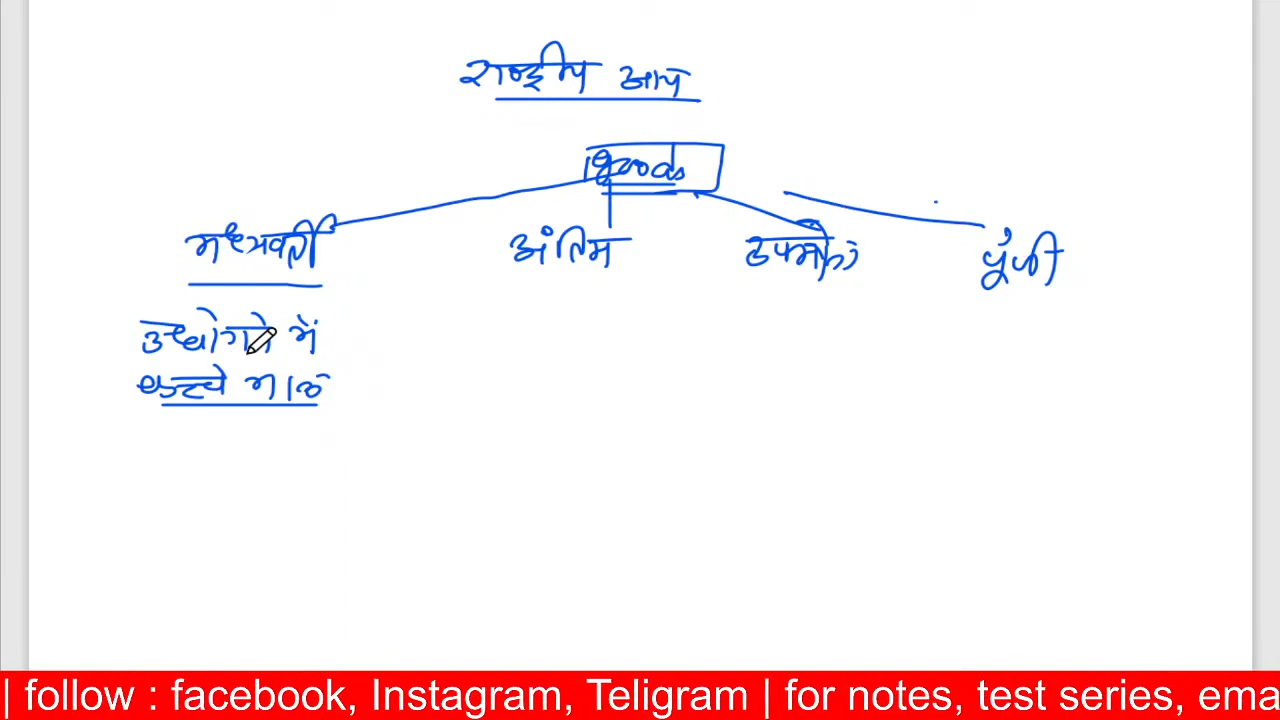 राष्ट्रीय आय
goods
मध्यवर्ती अंतिम उपभोक्ता पूँजी
उद्योगो में
कच्चे माल
| follow : facebook, Instagram, Teligram | for notes, test series, ema